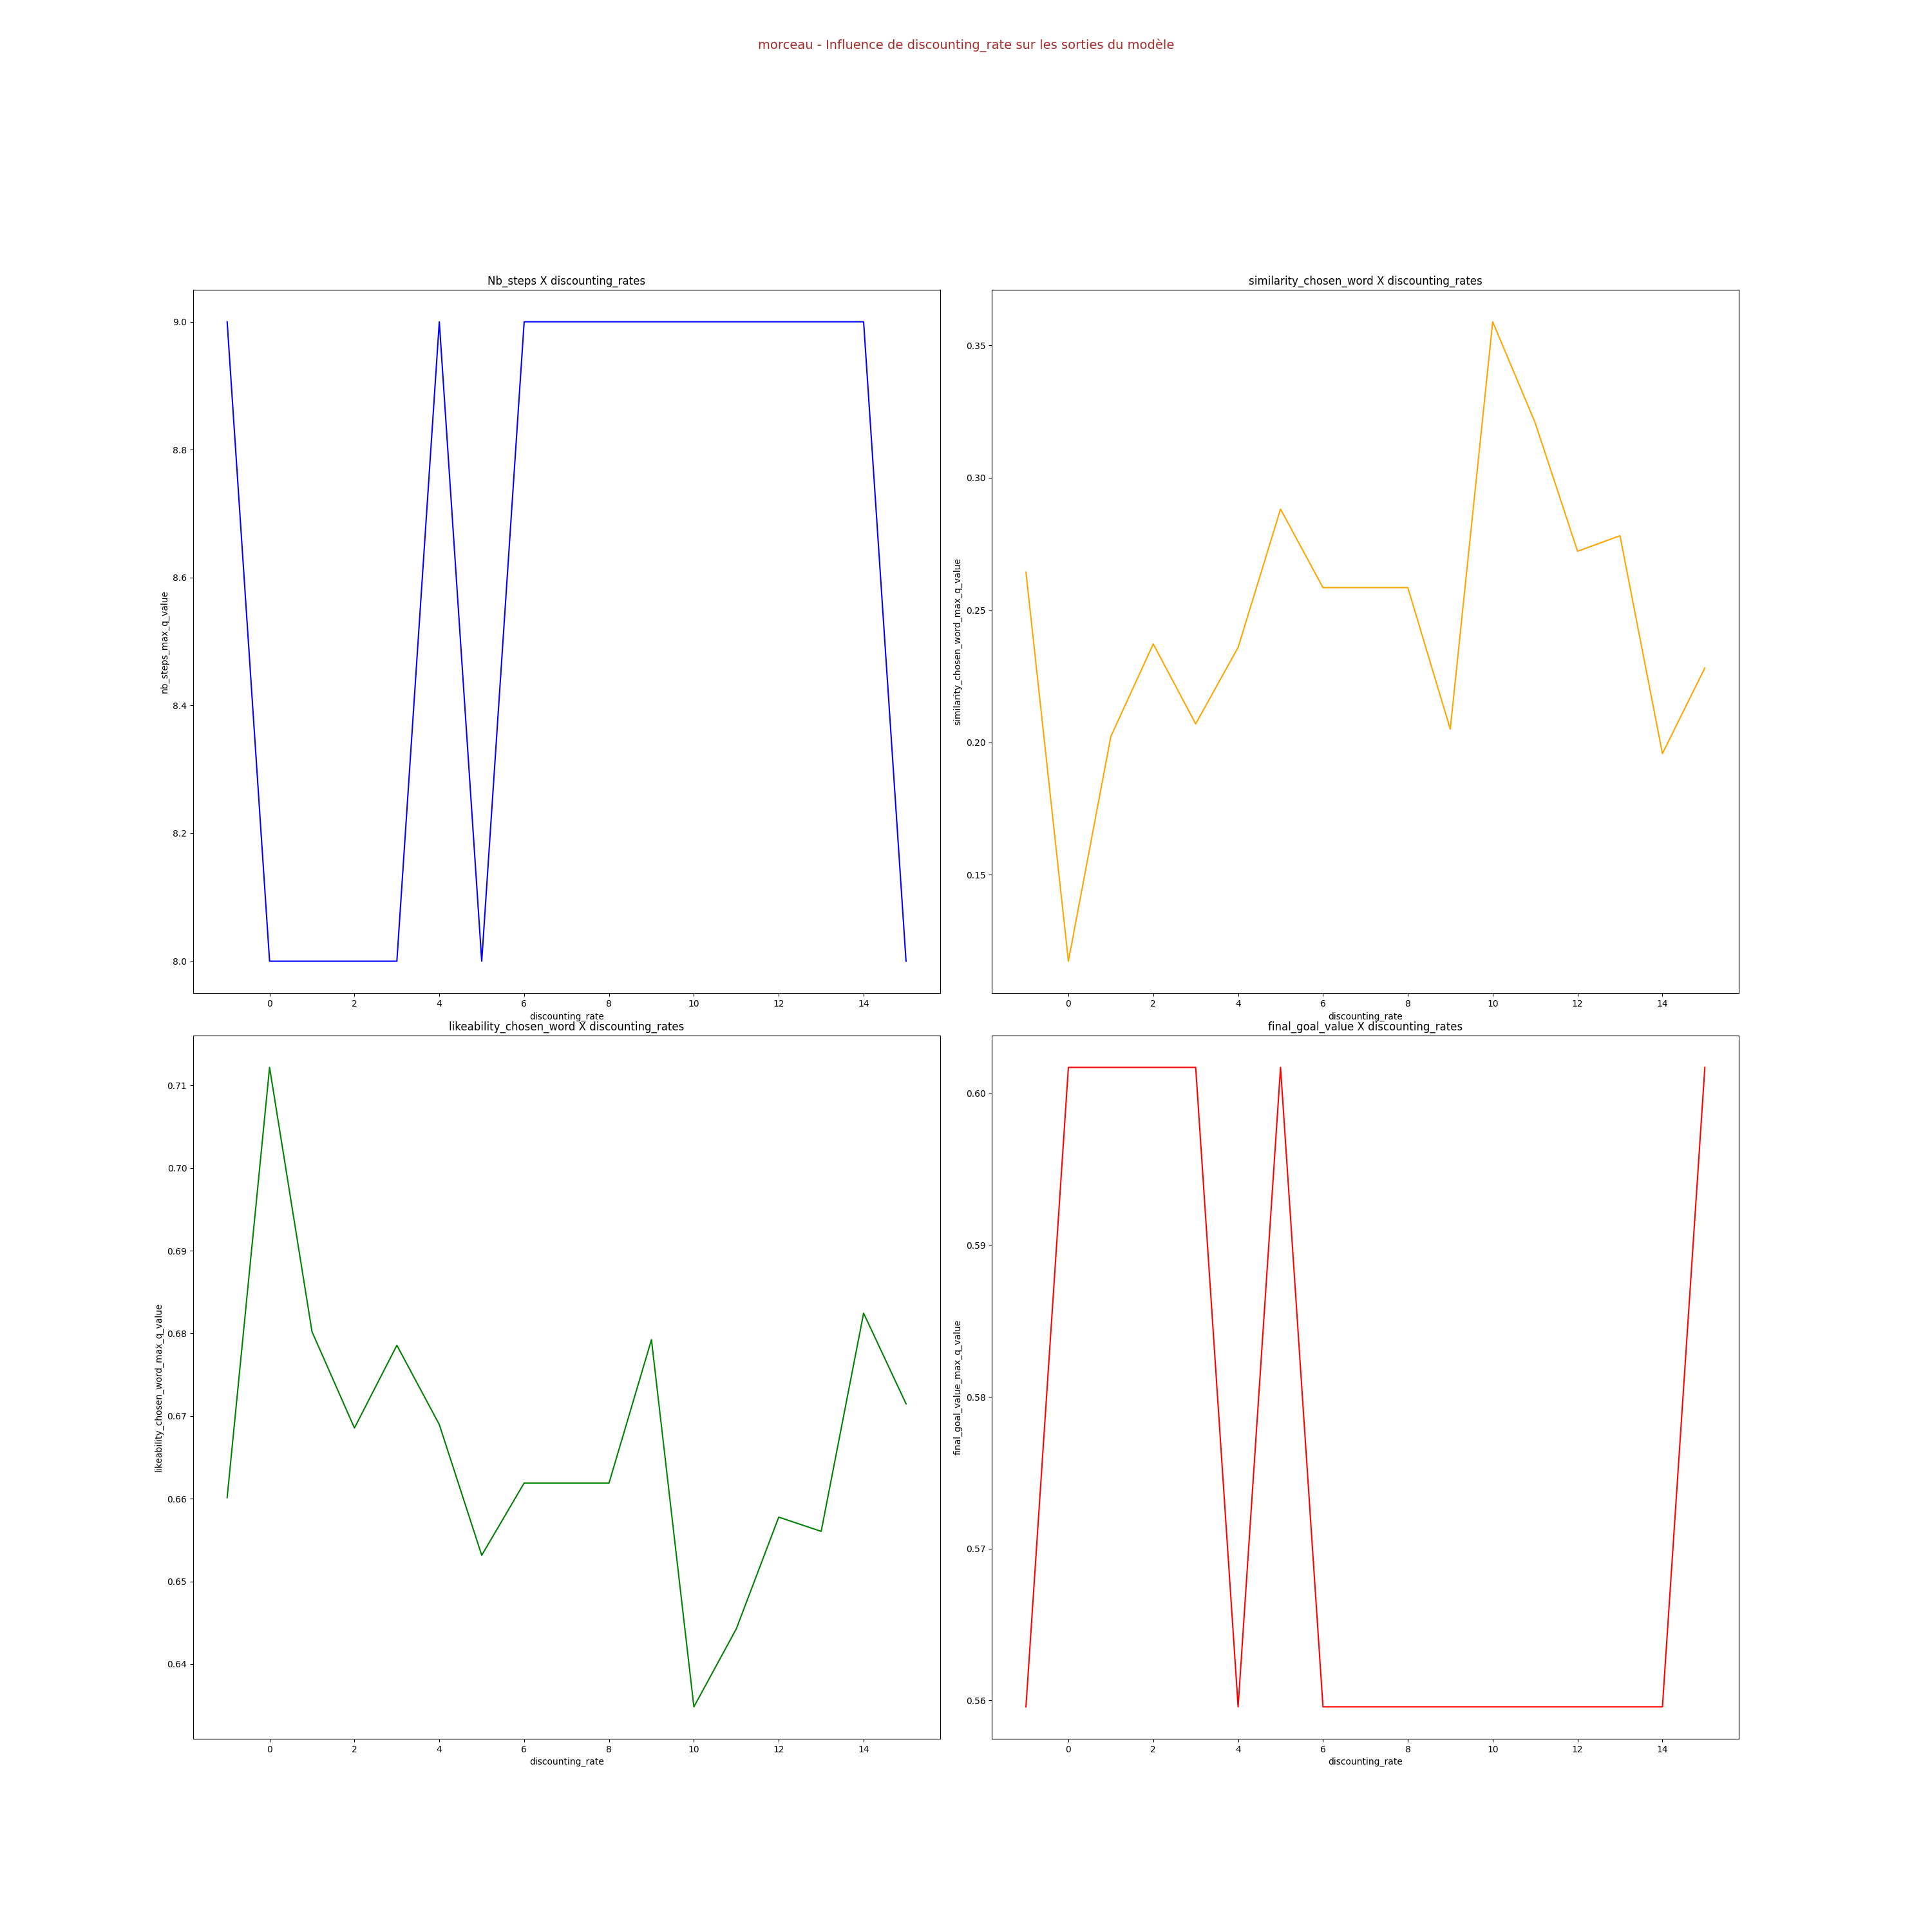 morceau - Influence de discounting_rate sur les sorties du modèle
Nb_steps X discounting_rates
9.0
8.8
8.6
8.4
8.2
8.0
nb_steps_max_q_value
0 2 4 6 8 10 12 14
discounting_rate
similarity_chosen_word X discounting_rates
0.35
0.30
0.25
0.20
0.15
similarity_chosen_word_max_q_value
0 2 4 6 8 10 12 14
discounting_rate
likeability_chosen_word X discounting_rates
0.71
0.70
0.69
0.68
0.67
0.66
0.65
0.64
likeability_chosen_word_max_q_value
0 2 4 6 8 10 12 14
discounting_rate
final_goal_value X discounting_rates
0.60
0.59
0.58
0.57
0.56
final_goal_value_max_q_value
0 2 4 6 8 10 12 14
discounting_rate